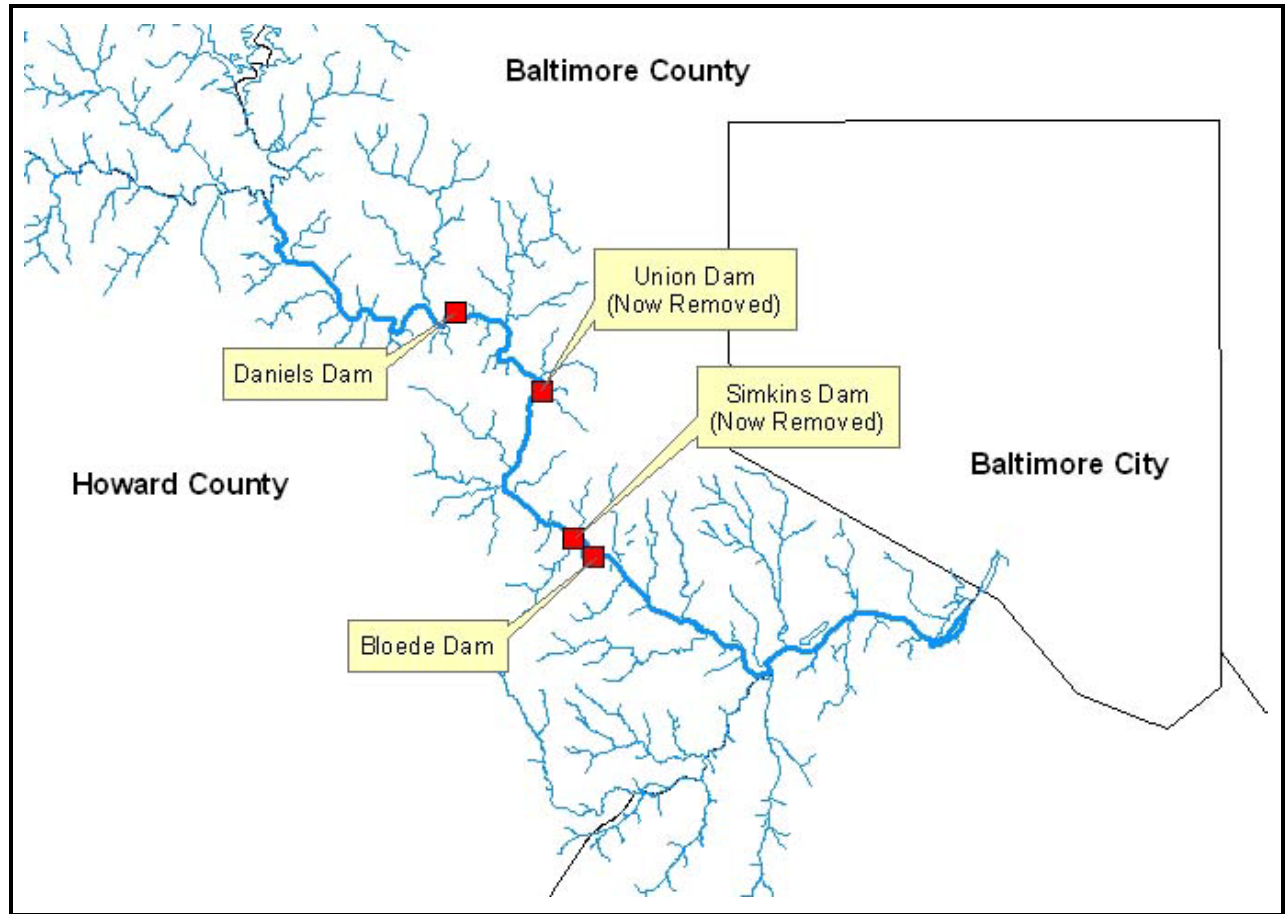 Baltimore County
Union Dam
(Now Removed)
Daniels Dam
Simkins Dam
(Now Removed)
Howard County
Baltimore City
Bloede Dam